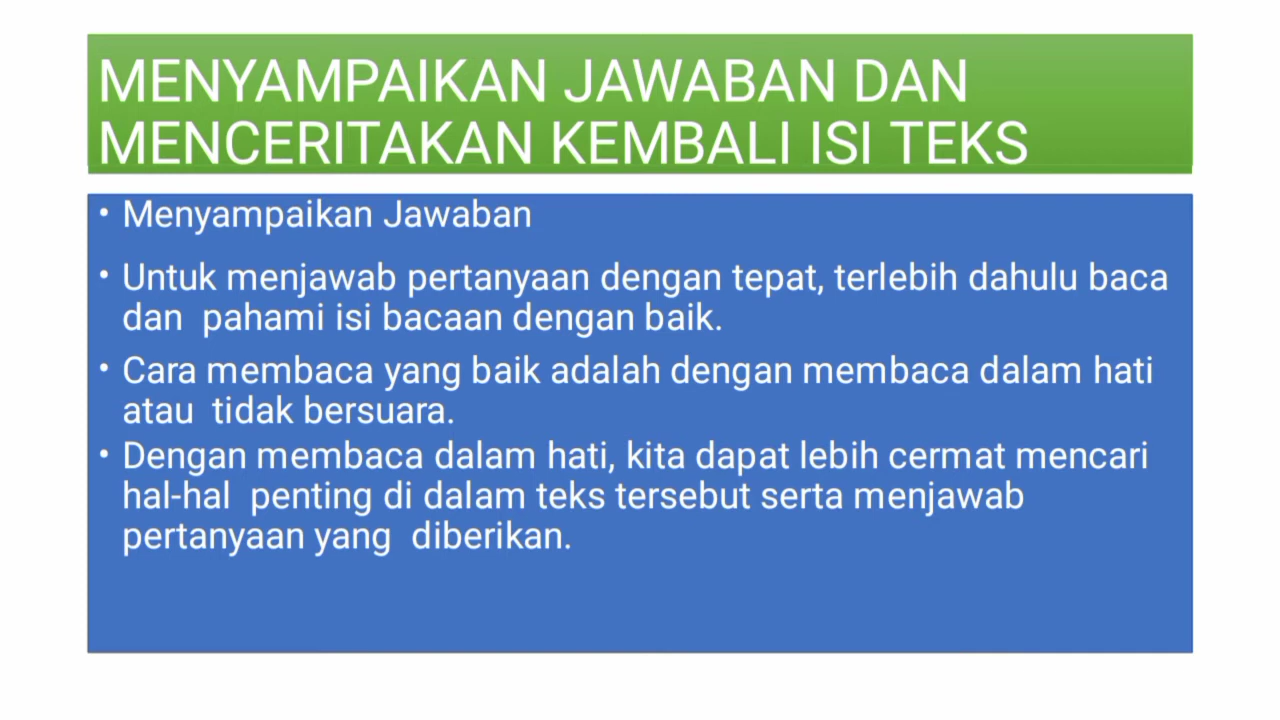 MENYAMPAIKAN JAWABAN DAN
MENCERITAKAN KEMBALI ISI TEKS
• Menyampaikan Jawaban
• Untuk menjawab pertanyaan dengan tepat, terlebih dahulu baca
dan pahami isi bacaan dengan baik.
• Cara membaca yang baik adalah dengan membaca dalam hati
atau tidak bersuara.
• Dengan membaca dalam hati, kita dapat lebih cermat mencari
hal-hal penting di dalam teks tersebut serta menjawab
pertanyaan yang diberikan.